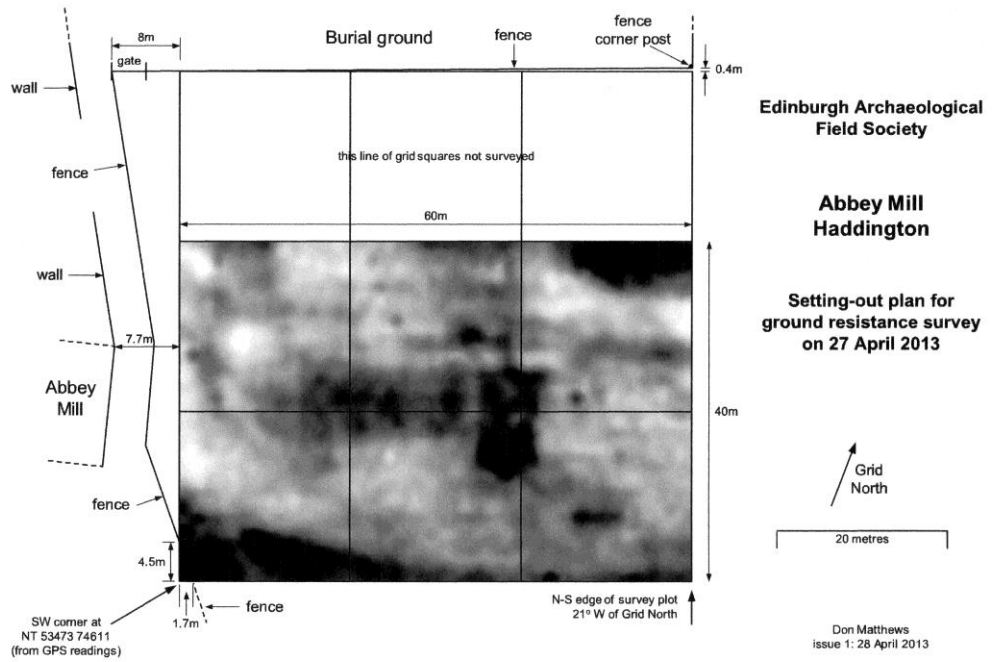 8m
Burial ground
fence
fence
corner post
gate
0.4m
wall
Edinburgh Archaeological
Field Society
this line of grid squares not surveyed
fence
Abbey Mill
Haddington
60m
wall
Setting-out plan for
ground resistance survey
on 27 April 2013
7.7m
Abbey
Mill
40m
Grid
North
fence
20 metres
4.5m
fence
N-S edge of survey plot
21º W of Grid North
1.7m
SW corner at
NT 53473 74611
(from GPS readings)
Don Matthews
issue 1: 28 April 2013